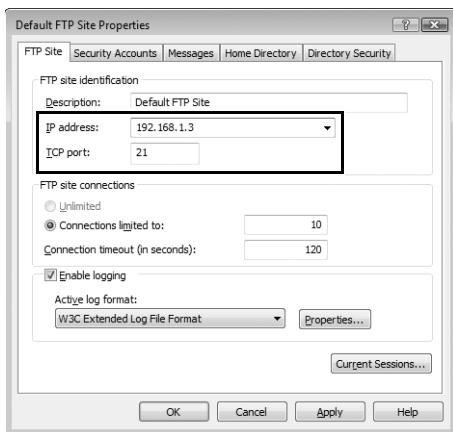 Default FTP Site Properties
FTP Site Security Accounts Messages Home Directory Directory Security
FTP site identification
Description: Default FTP Site
IP address: 192.168.1.3
TCP port: 21
FTP site connections
Unlimited
Connections limited to: 10
Connection timeout (in seconds): 120
Enable logging
Active log format:
W3C Extended Log File Format Properties...
Current Sessions...
OK Cancel Apply Help